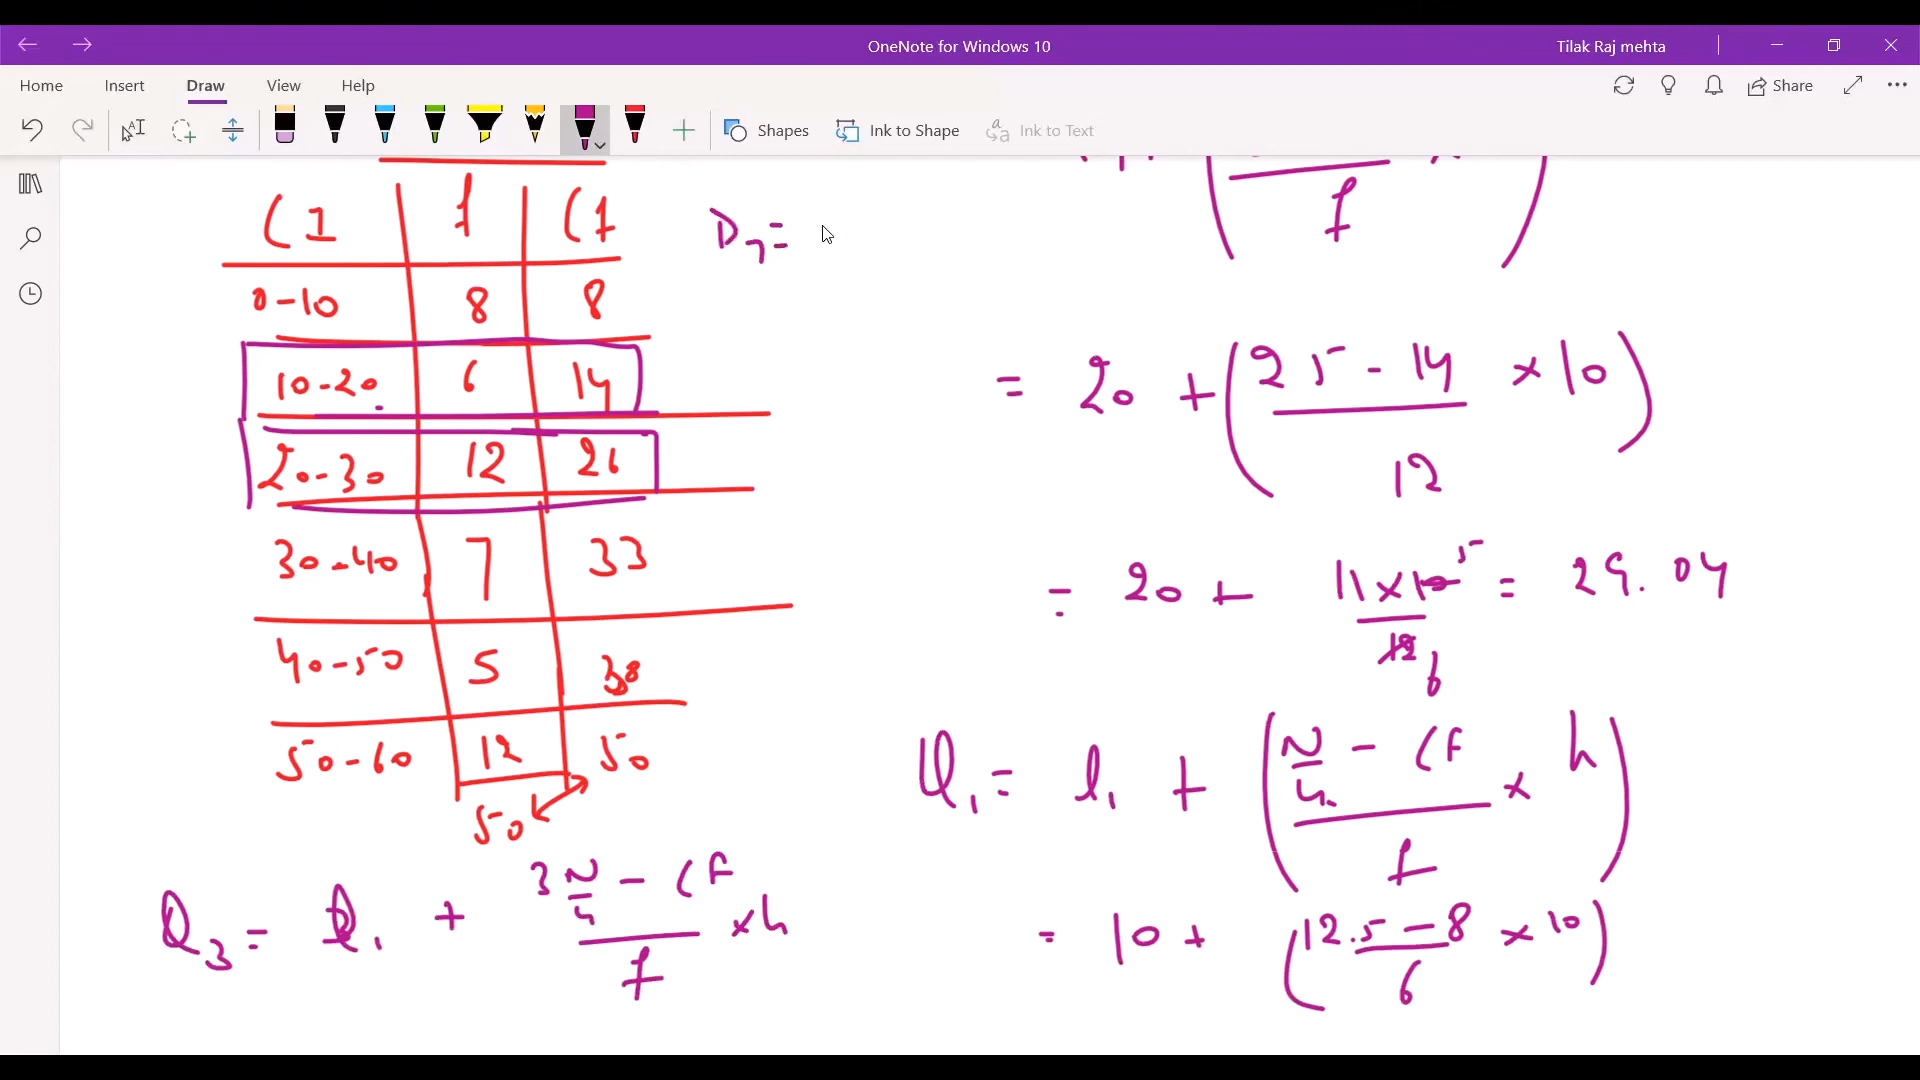 OneNote for Windows 10
Tilak Raj mehta
Home Insert Draw View Help
Share
Shapes Ink to Shape Ink to Text
CI f Cf
0-10 8 8
10-20 6 14
20-30 12 26
30-40 7 33
40-50 5 38
50-60 12 50
50
D7 =
Q3 = l1 + 3N/4 - CF / f × h
f
= 20 + (25 - 14 / 12 × 10)
= 20 + 11×10 5 / 12 6 = 29.04
Q1 = l1 + (N/4 - CF / f × h)
= 10 + (12.5 - 8 / 6 × 10)